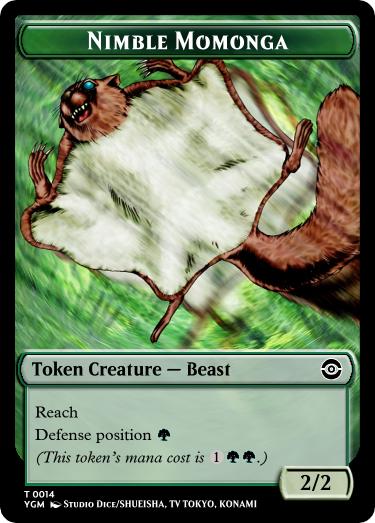 Nimble Momonga
Token Creature — Beast
Reach
Defense position
(This token's mana cost is 1 .)
2/2
T 0014
YGM Studio Dice/SHUEISHA, TV TOKYO, KONAMI